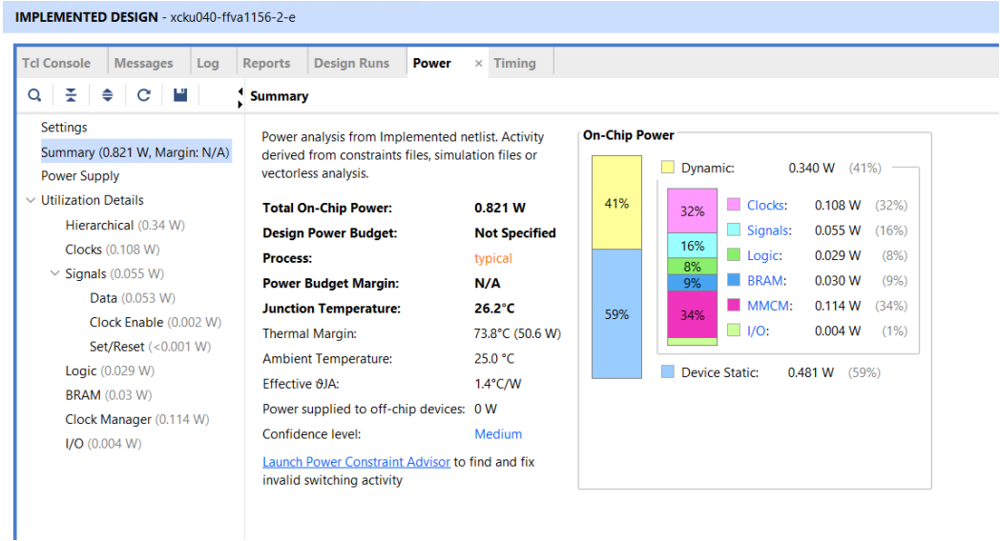 IMPLEMENTED DESIGN - xcku040-ffva1156-2-e
Tcl Console Messages Log Reports Design Runs Power × Timing
Summary
Settings
Summary (0.821 W, Margin: N/A)
Power Supply
Utilization Details
Hierarchical (0.34 W)
Clocks (0.108 W)
Signals (0.055 W)
Data (0.053 W)
Clock Enable (0.002 W)
Set/Reset (<0.001 W)
Logic (0.029 W)
BRAM (0.03 W)
Clock Manager (0.114 W)
I/O (0.004 W)
Power analysis from Implemented netlist. Activity
derived from constraints files, simulation files or
vectorless analysis.
Total On-Chip Power: 0.821 W
Design Power Budget: Not Specified
Process: typical
Power Budget Margin: N/A
Junction Temperature: 26.2°C
Thermal Margin: 73.8°C (50.6 W)
Ambient Temperature: 25.0 °C
Effective ϑJA: 1.4°C/W
Power supplied to off-chip devices: 0 W
Confidence level: Medium
Launch Power Constraint Advisor to find and fix
invalid switching activity
On-Chip Power
41%
59%
Dynamic: 0.340 W (41%)
32% Clocks: 0.108 W (32%)
16% Signals: 0.055 W (16%)
8% Logic: 0.029 W (8%)
9% BRAM: 0.030 W (9%)
34% MMCM: 0.114 W (34%)
I/O: 0.004 W (1%)
Device Static: 0.481 W (59%)